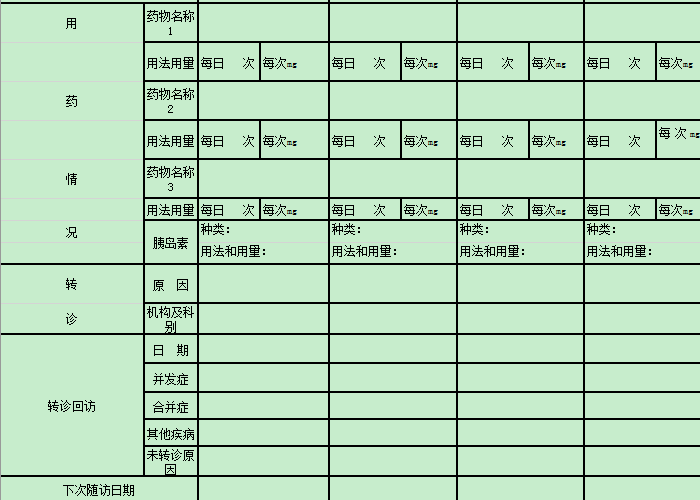 用 药物名称
1
用法用量 每日 次 每次mg 每日 次 每次mg 每日 次 每次mg 每日 次 每次mg
药 药物名称
2
用法用量 每日 次 每次mg 每日 次 每次mg 每日 次 每次mg 每日 次 每次mg
情 药物名称
3
用法用量 每日 次 每次mg 每日 次 每次mg 每日 次 每次mg 每日 次 每次mg
况 胰岛素 种类: 种类: 种类: 种类:
用法和用量: 用法和用量: 用法和用量: 用法和用量:
转 原 因
诊 机构及科
别
转诊回访 日 期
并发症
合并症
其他疾病
未转诊原
因
下次随访日期